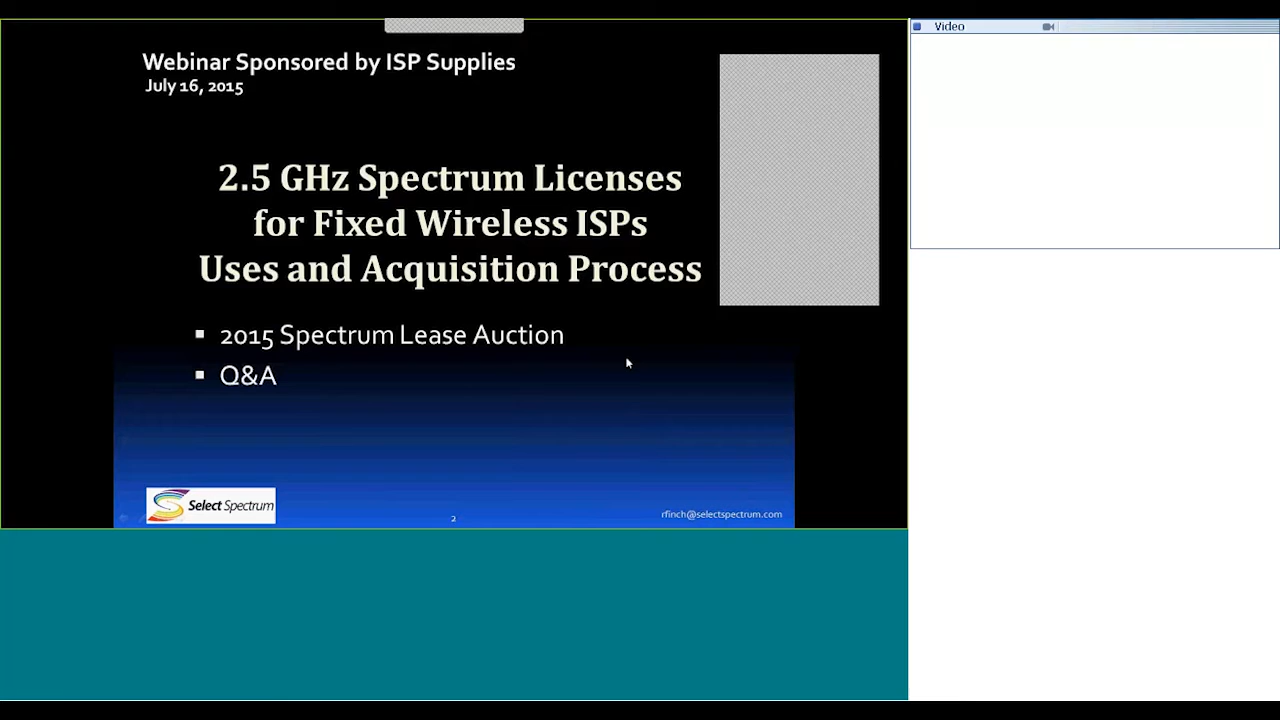 Webinar Sponsored by ISP Supplies
July 16, 2015
Video
2.5 GHz Spectrum Licenses
for Fixed Wireless ISPs
Uses and Acquisition Process
2015 Spectrum Lease Auction
Q&A
Select Spectrum
2
rfinch@selectspectrum.com